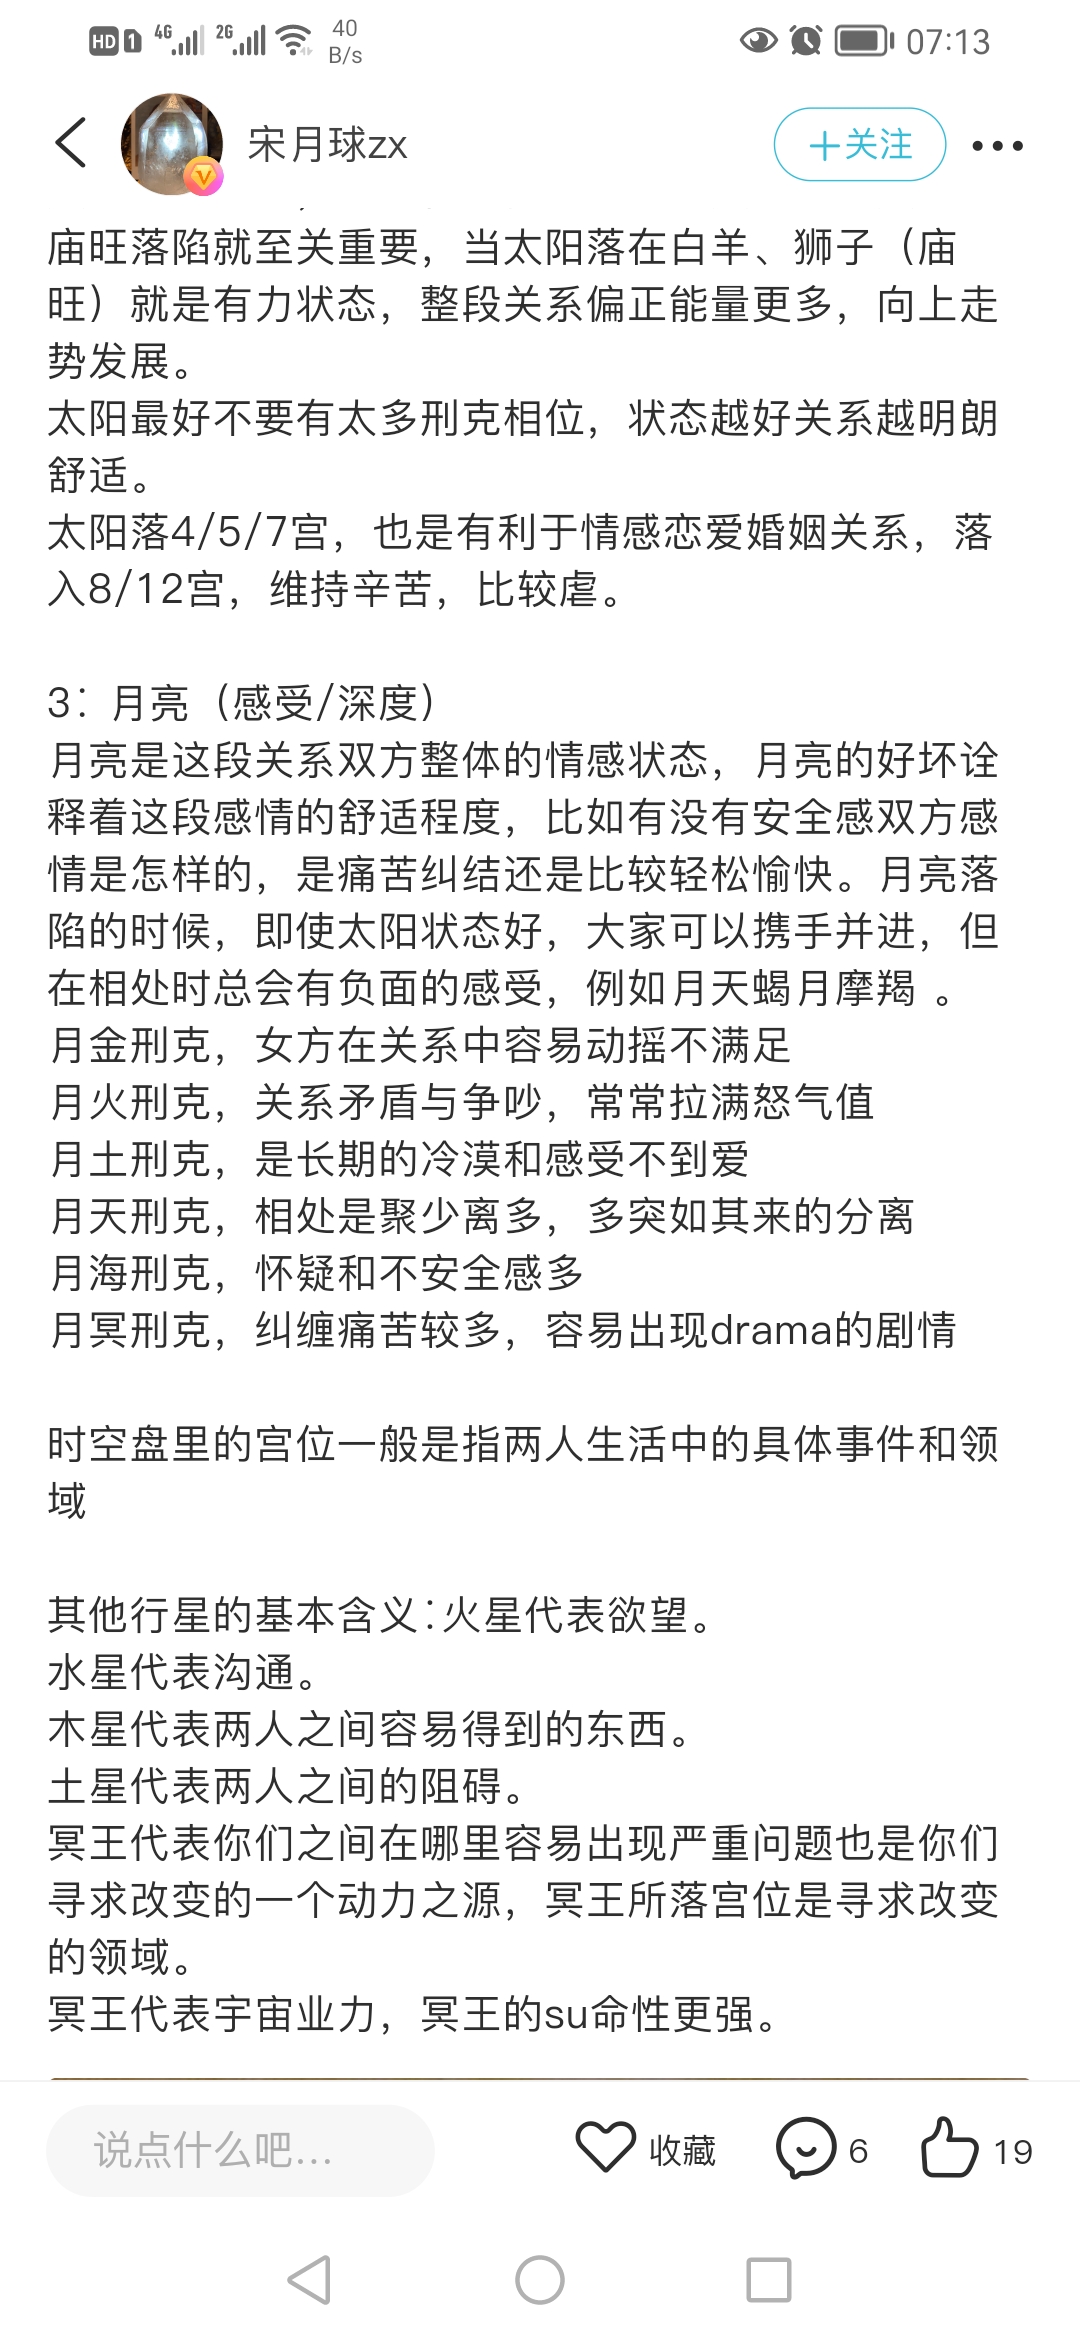 HD 1 4G 2G 40 B/s 07:13
宋月球zx
+关注
庙旺落陷就至关重要，当太阳落在白羊、狮子（庙
旺）就是有力状态，整段关系偏正能量更多，向上走
势发展。
太阳最好不要有太多刑克相位，状态越好关系越明朗
舒适。
太阳落4/5/7宫，也是有利于情感恋爱婚姻关系，落
入8/12宫，维持辛苦，比较虐。
3：月亮（感受/深度）
月亮是这段关系双方整体的情感状态，月亮的好坏诠
释着这段感情的舒适程度，比如有没有安全感双方感
情是怎样的，是痛苦纠结还是比较轻松愉快。月亮落
陷的时候，即使太阳状态好，大家可以携手并进，但
在相处时总会有负面的感受，例如月天蝎月摩羯 。
月金刑克，女方在关系中容易动摇不满足
月火刑克，关系矛盾与争吵，常常拉满怒气值
月土刑克，是长期的冷漠和感受不到爱
月天刑克，相处是聚少离多，多突如其来的分离
月海刑克，怀疑和不安全感多
月冥刑克，纠缠痛苦较多，容易出现drama的剧情
时空盘里的宫位一般是指两人生活中的具体事件和领
域
其他行星的基本含义:火星代表欲望。
水星代表沟通。
木星代表两人之间容易得到的东西。
土星代表两人之间的阻碍。
冥王代表你们之间在哪里容易出现严重问题也是你们
寻求改变的一个动力之源，冥王所落宫位是寻求改变
的领域。
冥王代表宇宙业力，冥王的su命性更强。
说点什么吧... 收藏 6 19